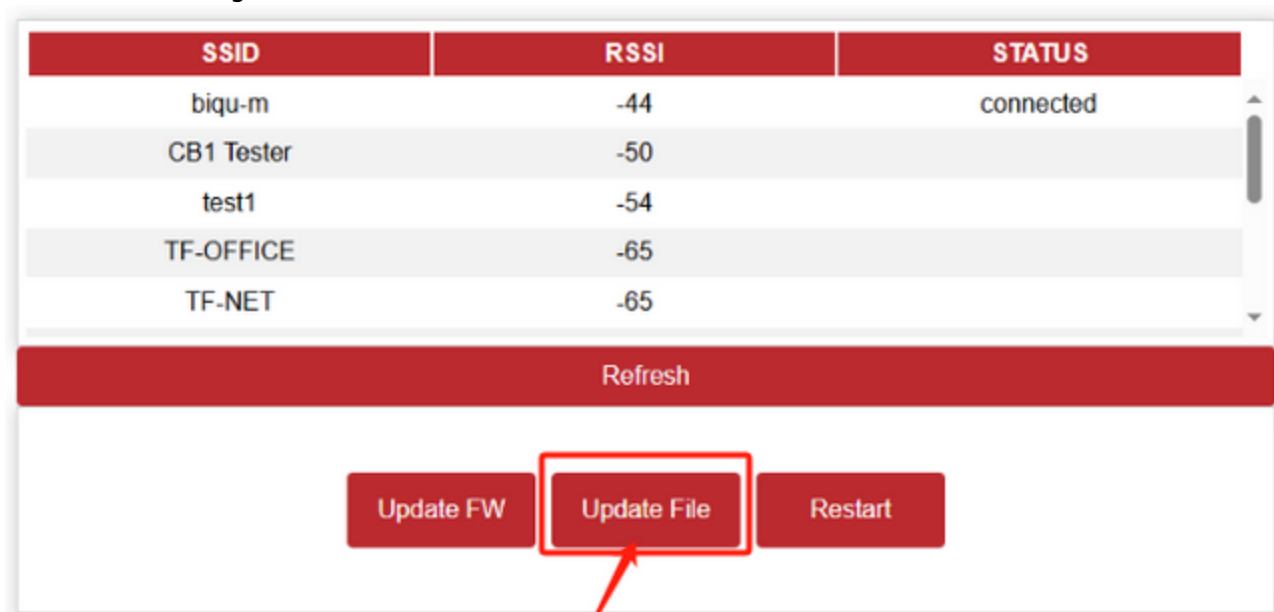 SSID RSSI STATUS
biqu-m -44 connected
CB1 Tester -50
test1 -54
TF-OFFICE -65
TF-NET -65
Refresh
Update FW Update File Restart